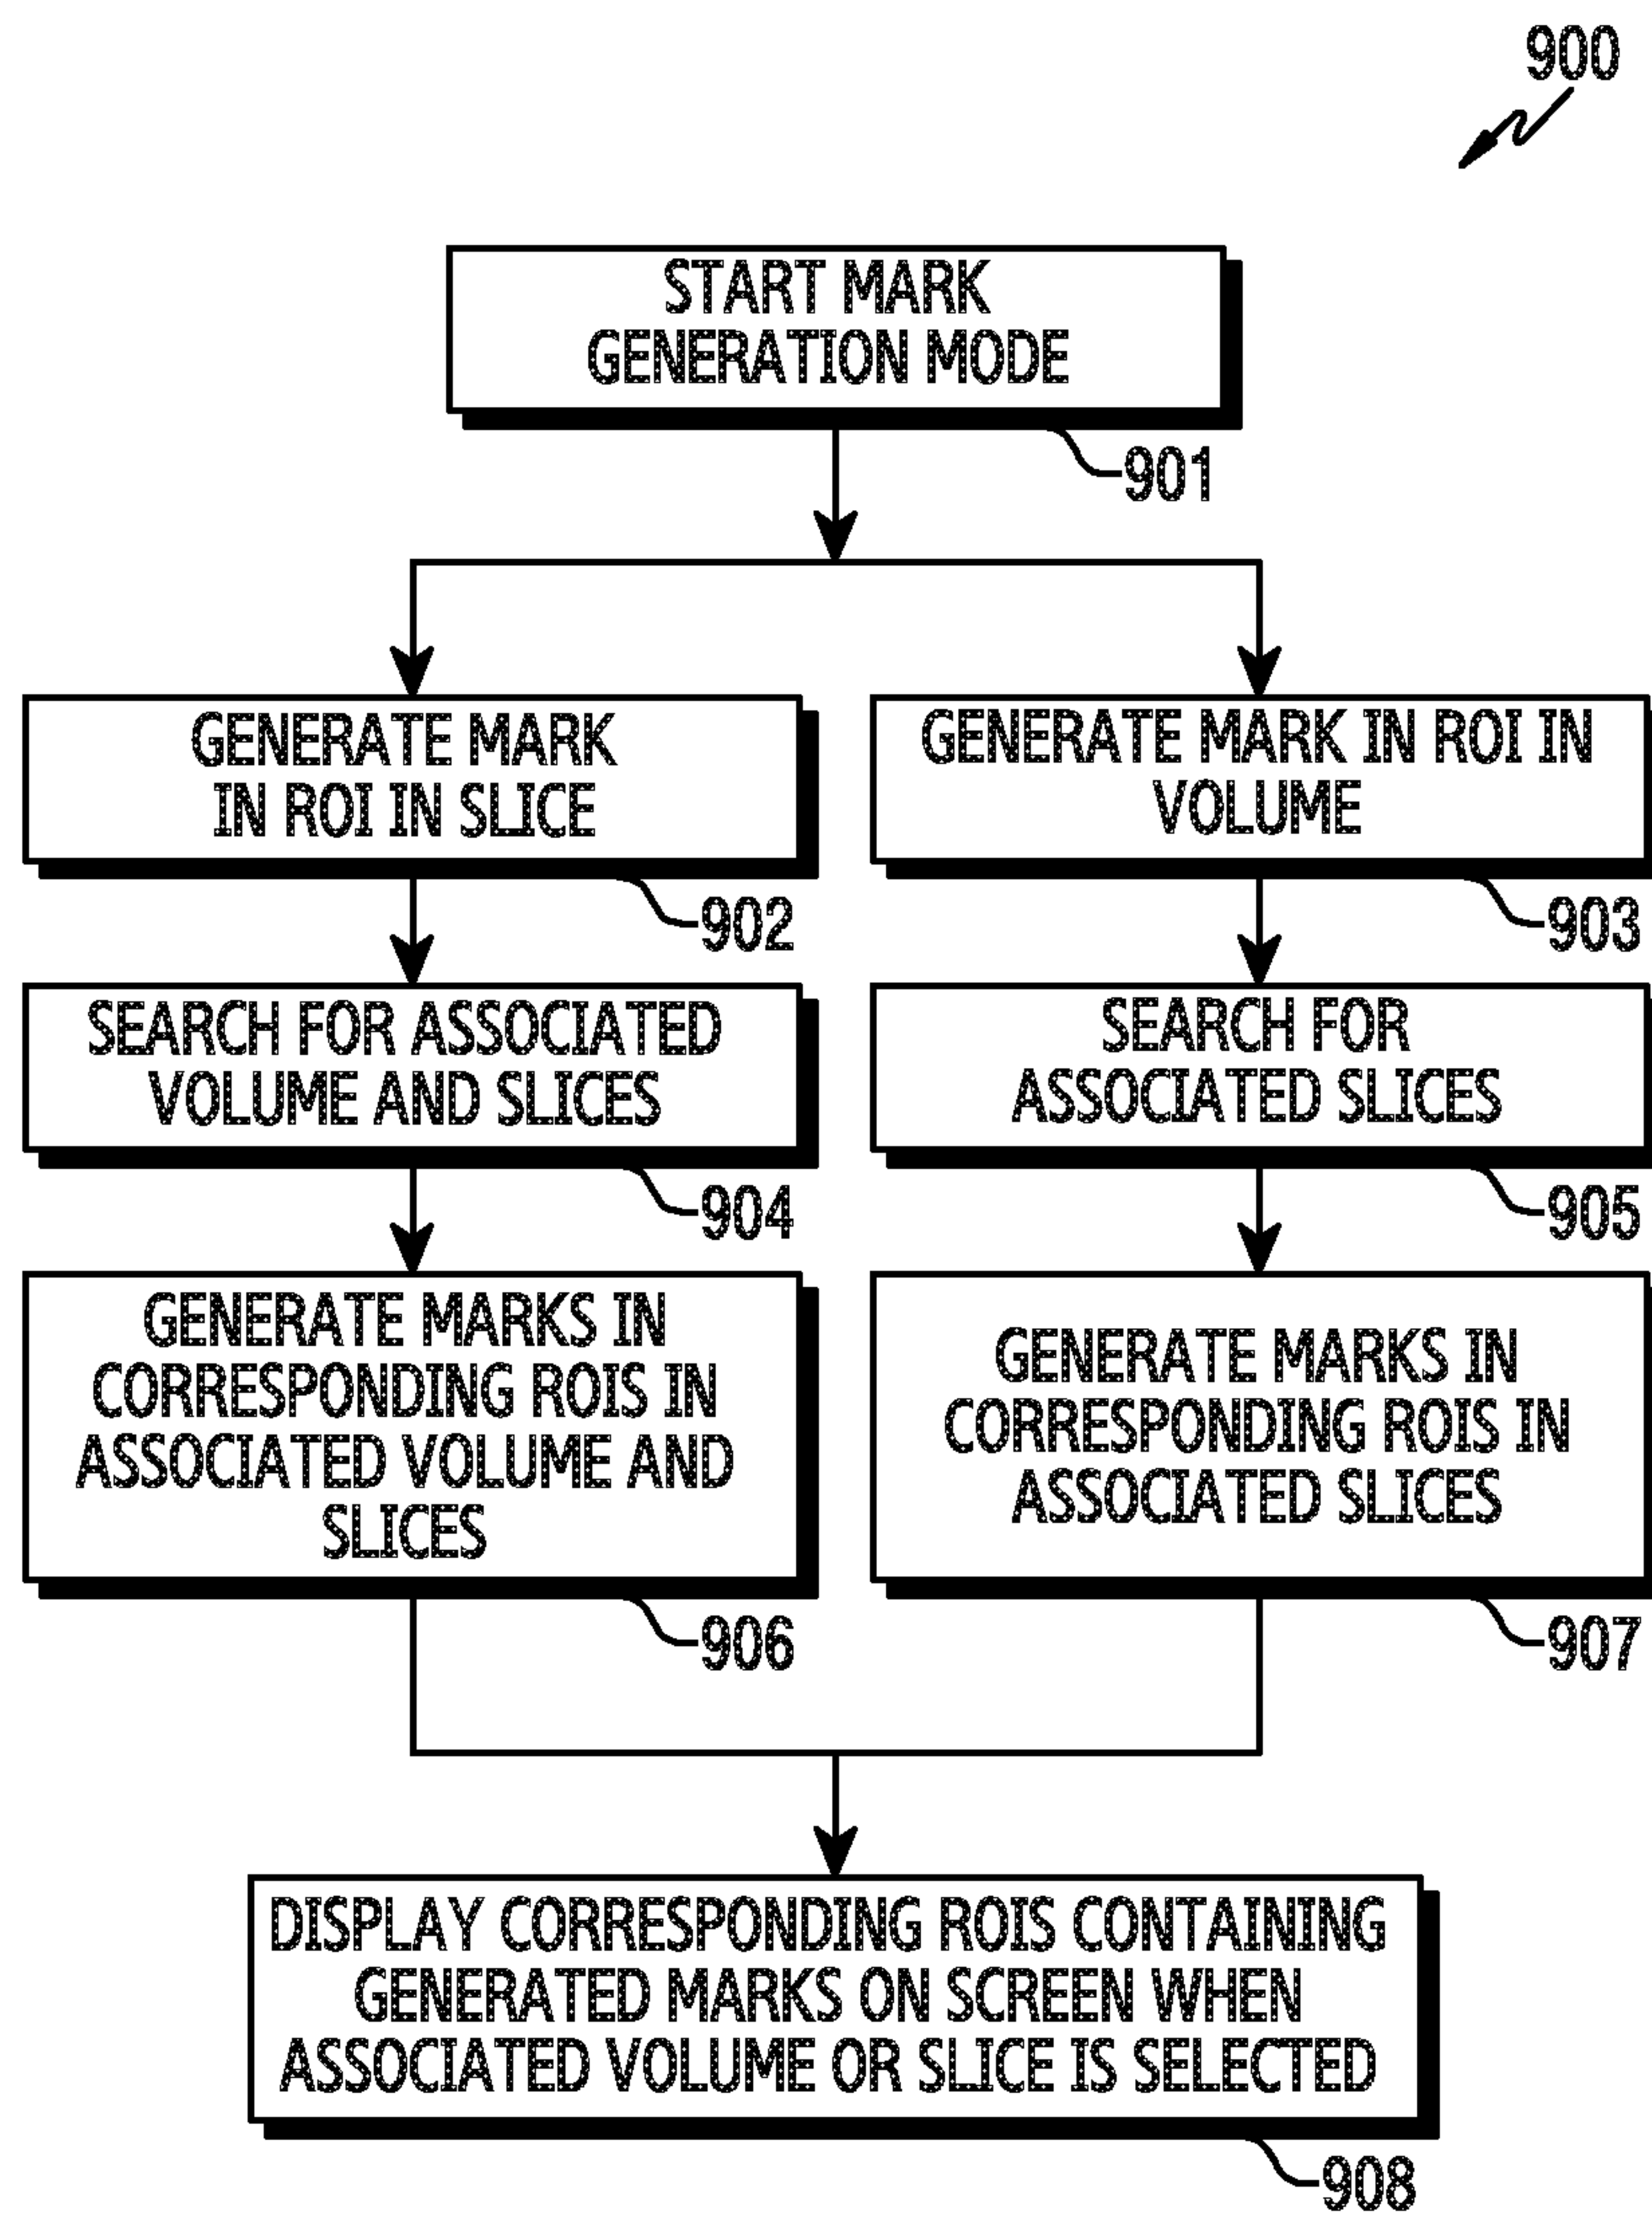 900
START MARK
GENERATION MODE
901
GENERATE MARK
IN ROI IN SLICE
902
GENERATE MARK IN ROI IN
VOLUME
903
SEARCH FOR ASSOCIATED
VOLUME AND SLICES
904
SEARCH FOR
ASSOCIATED SLICES
905
GENERATE MARKS IN
CORRESPONDING ROIS IN
ASSOCIATED VOLUME AND
SLICES
906
GENERATE MARKS IN
CORRESPONDING ROIS IN
ASSOCIATED SLICES
907
DISPLAY CORRESPONDING ROIS CONTAINING
GENERATED MARKS ON SCREEN WHEN
ASSOCIATED VOLUME OR SLICE IS SELECTED
908